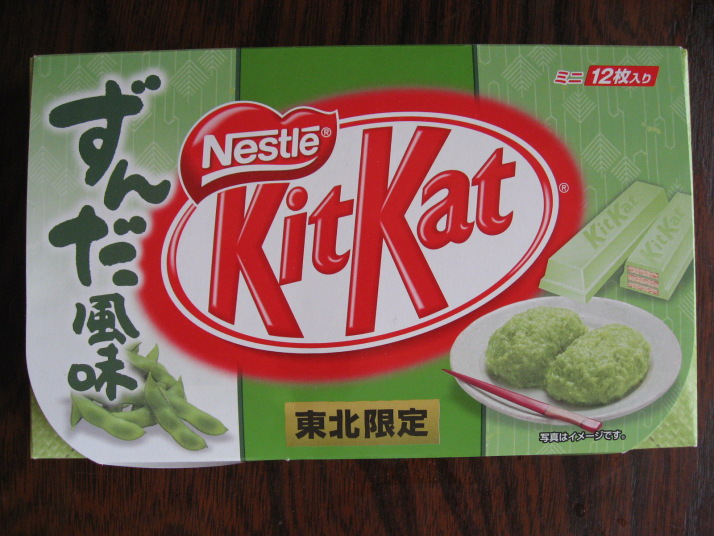 ずんだ風味
Nestlé®
KitKat®
ミニ 12枚入り
KitKat
KitKat
東北限定
写真はイメージです。